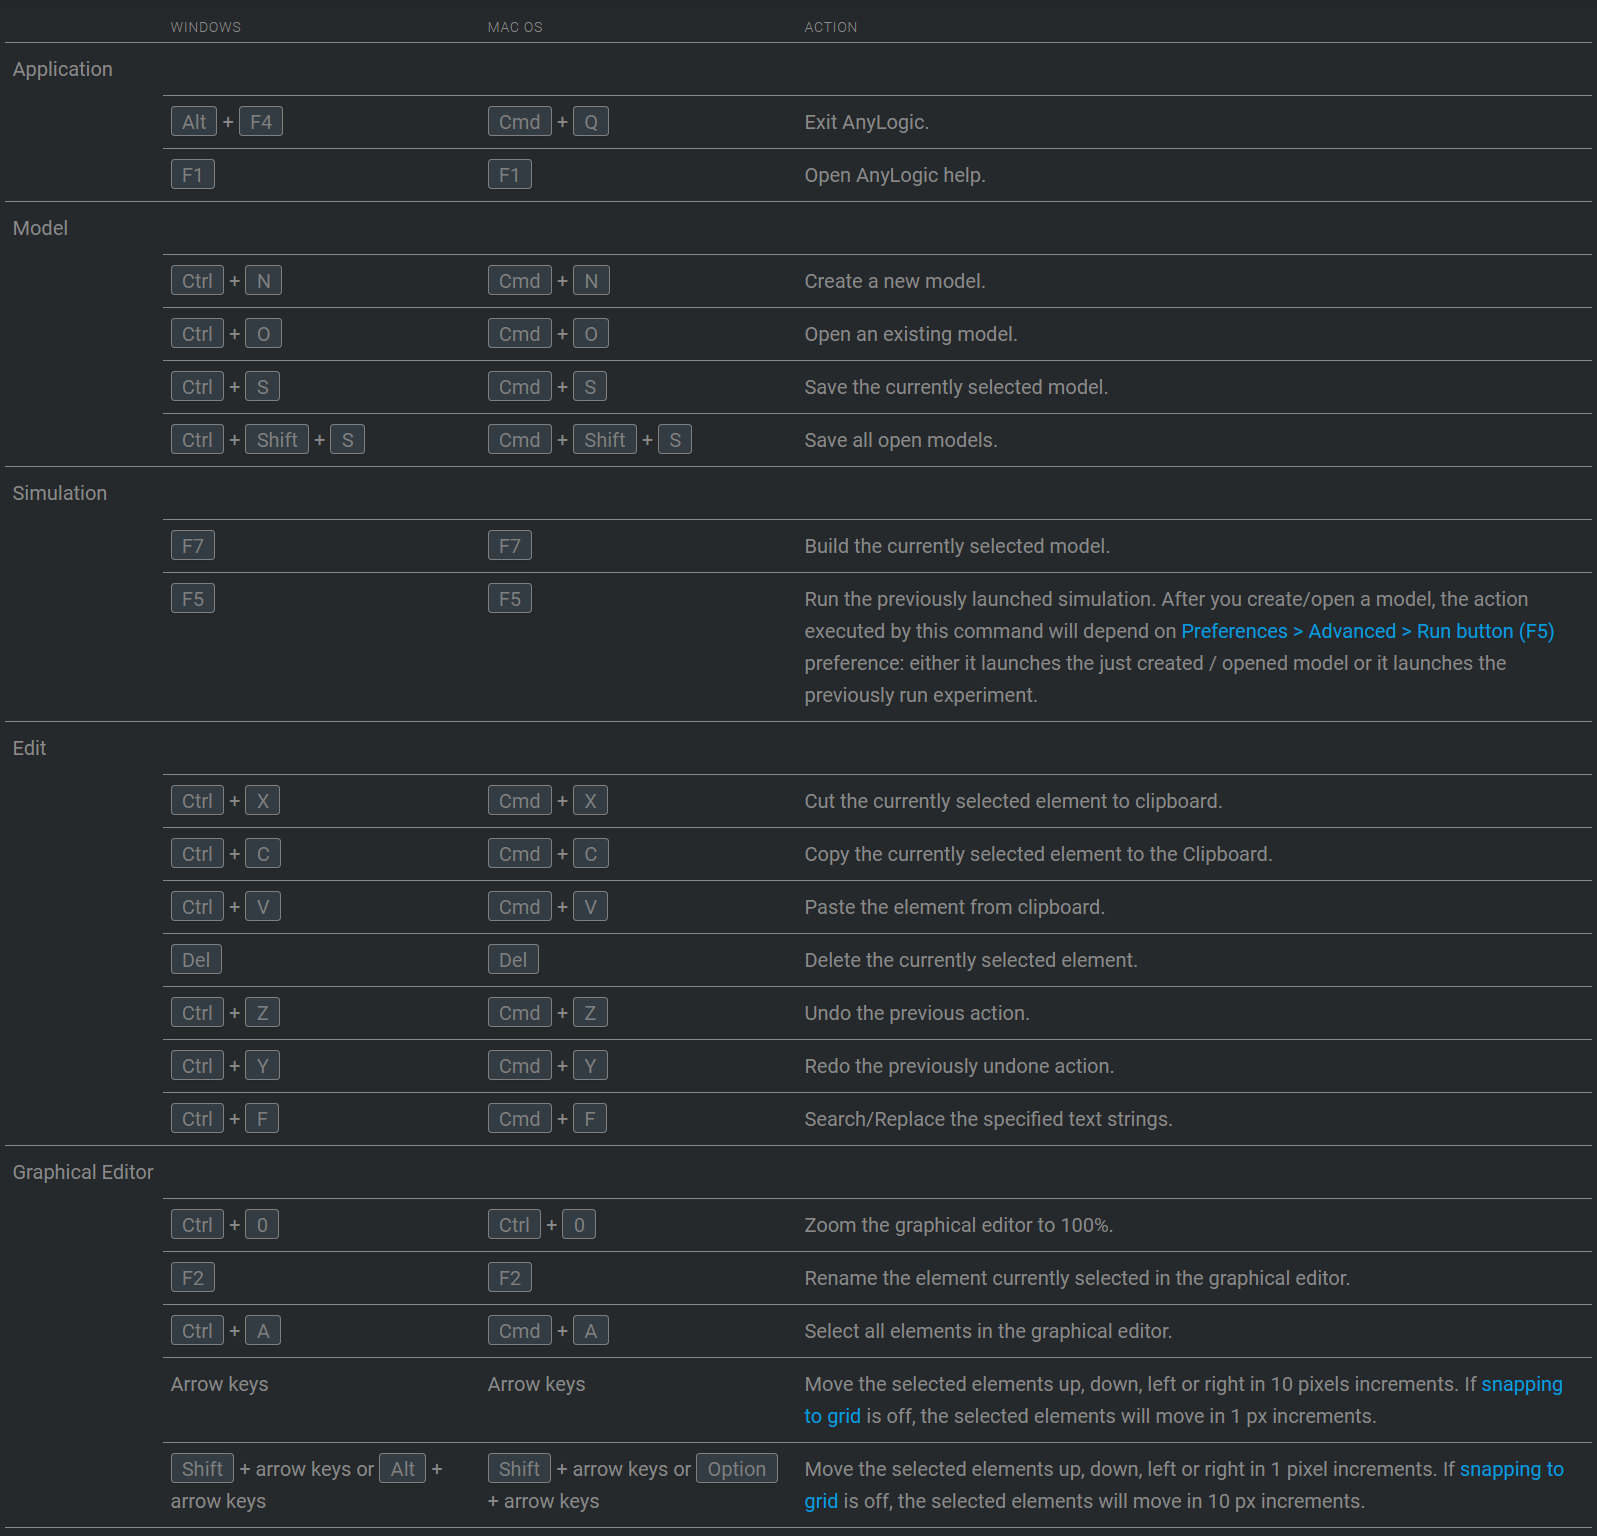 WINDOWS MAC OS ACTION
Application
Alt + F4 Cmd + Q Exit AnyLogic.
F1 F1 Open AnyLogic help.
Model
Ctrl + N Cmd + N Create a new model.
Ctrl + O Cmd + O Open an existing model.
Ctrl + S Cmd + S Save the currently selected model.
Ctrl + Shift + S Cmd + Shift + S Save all open models.
Simulation
F7 F7 Build the currently selected model.
F5 F5 Run the previously launched simulation. After you create/open a model, the action
executed by this command will depend on Preferences > Advanced > Run button (F5)
preference: either it launches the just created / opened model or it launches the
previously run experiment.
Edit
Ctrl + X Cmd + X Cut the currently selected element to clipboard.
Ctrl + C Cmd + C Copy the currently selected element to the Clipboard.
Ctrl + V Cmd + V Paste the element from clipboard.
Del Del Delete the currently selected element.
Ctrl + Z Cmd + Z Undo the previous action.
Ctrl + Y Cmd + Y Redo the previously undone action.
Ctrl + F Cmd + F Search/Replace the specified text strings.
Graphical Editor
Ctrl + 0 Ctrl + 0 Zoom the graphical editor to 100%.
F2 F2 Rename the element currently selected in the graphical editor.
Ctrl + A Cmd + A Select all elements in the graphical editor.
Arrow keys Arrow keys Move the selected elements up, down, left or right in 10 pixels increments. If snapping
to grid is off, the selected elements will move in 1 px increments.
Shift + arrow keys or Alt + Shift + arrow keys or Option Move the selected elements up, down, left or right in 1 pixel increments. If snapping to
arrow keys + arrow keys grid is off, the selected elements will move in 10 px increments.